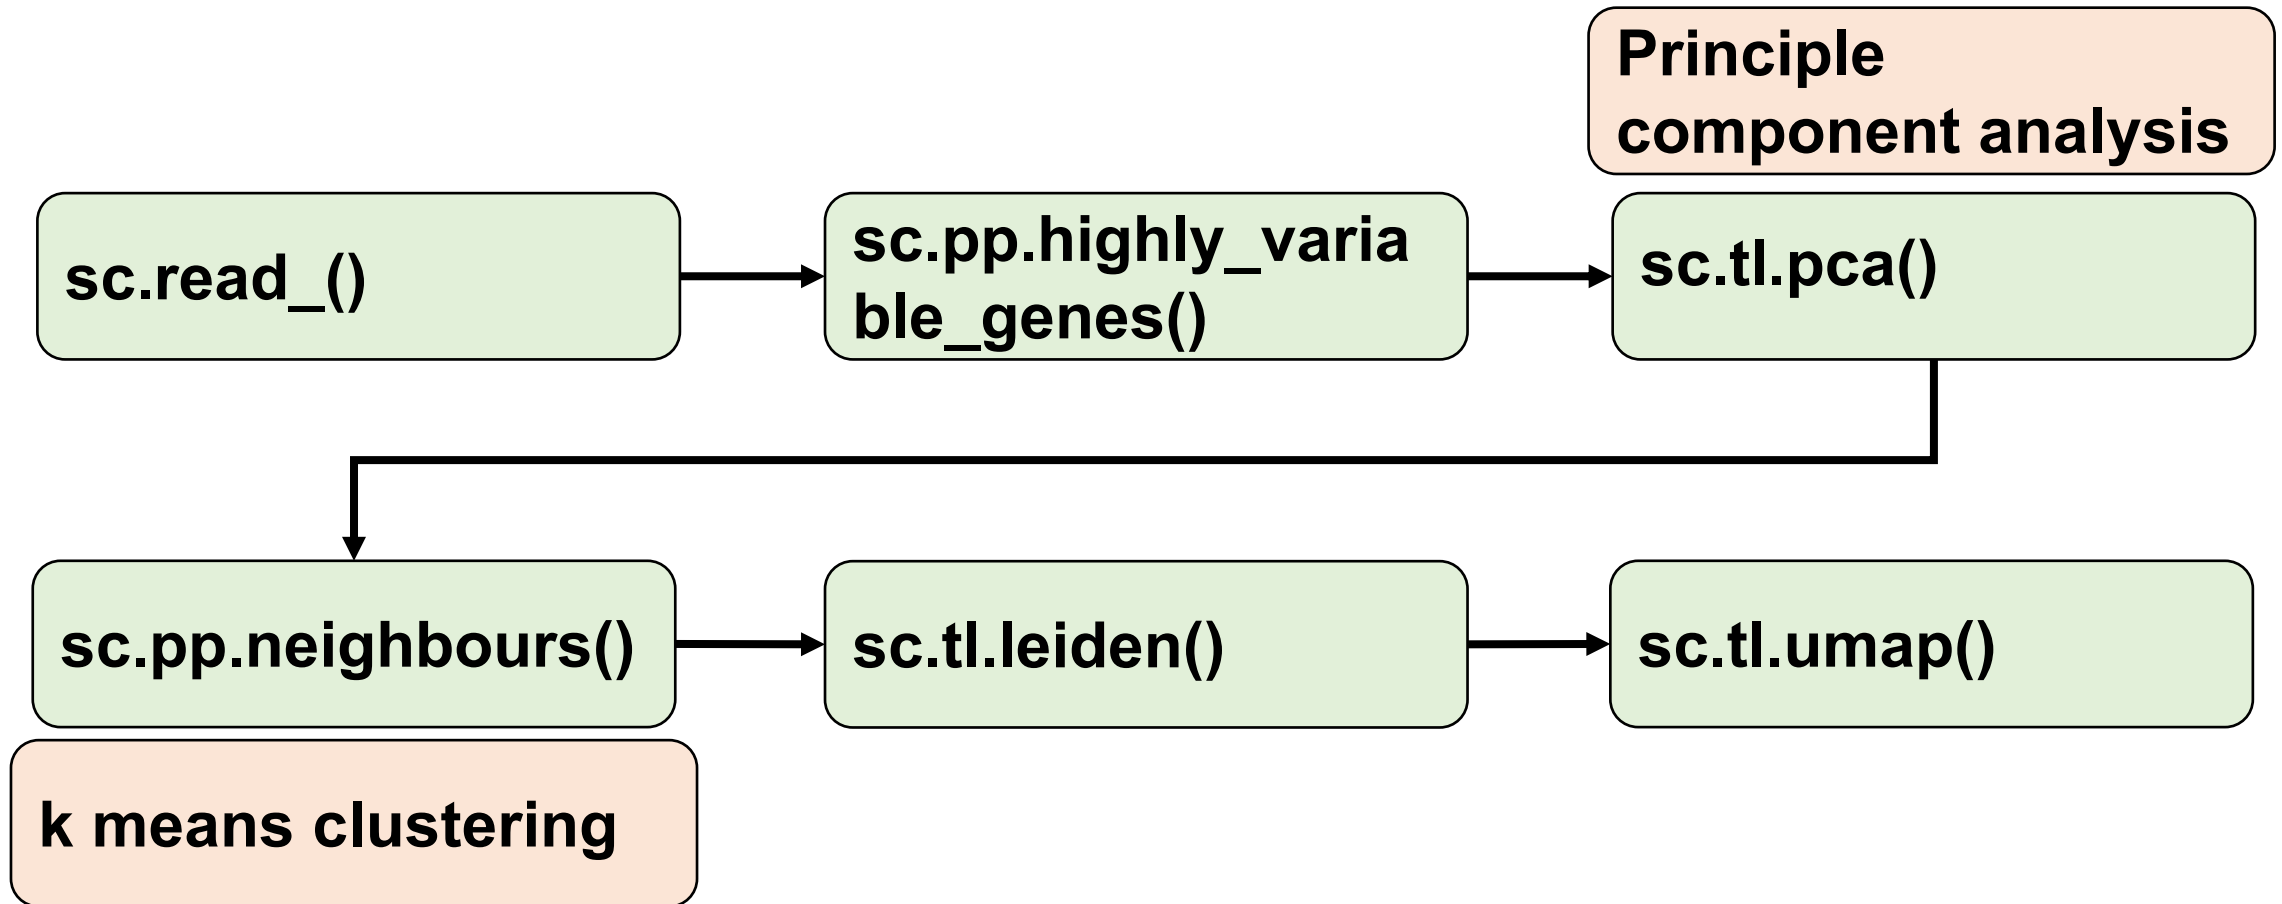 Principle
component analysis
sc.read_()
sc.pp.highly_varia
ble_genes()
sc.tl.pca()
sc.pp.neighbours()
sc.tl.leiden()
sc.tl.umap()
k means clustering